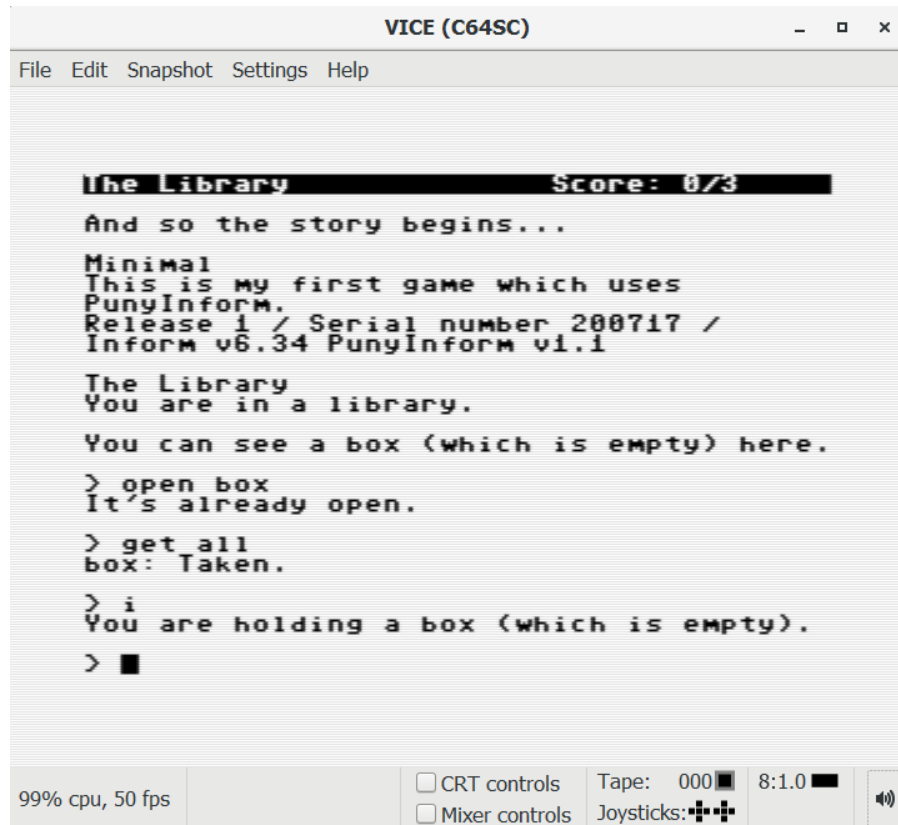 VICE (C64SC)
File Edit Snapshot Settings Help
The Library Score: 0/3
And so the story begins...
Minimal
This is my first game which uses
PunyInform.
Release 1 / Serial number 200717 /
Inform v6.34 PunyInform v1.1
The Library
You are in a library.
You can see a box (which is empty) here.
> open box
It's already open.
> get all
box: Taken.
> i
You are holding a box (which is empty).
>
99% cpu, 50 fps
CRT controls
Mixer controls
Tape: 000
Joysticks:
8:1.0